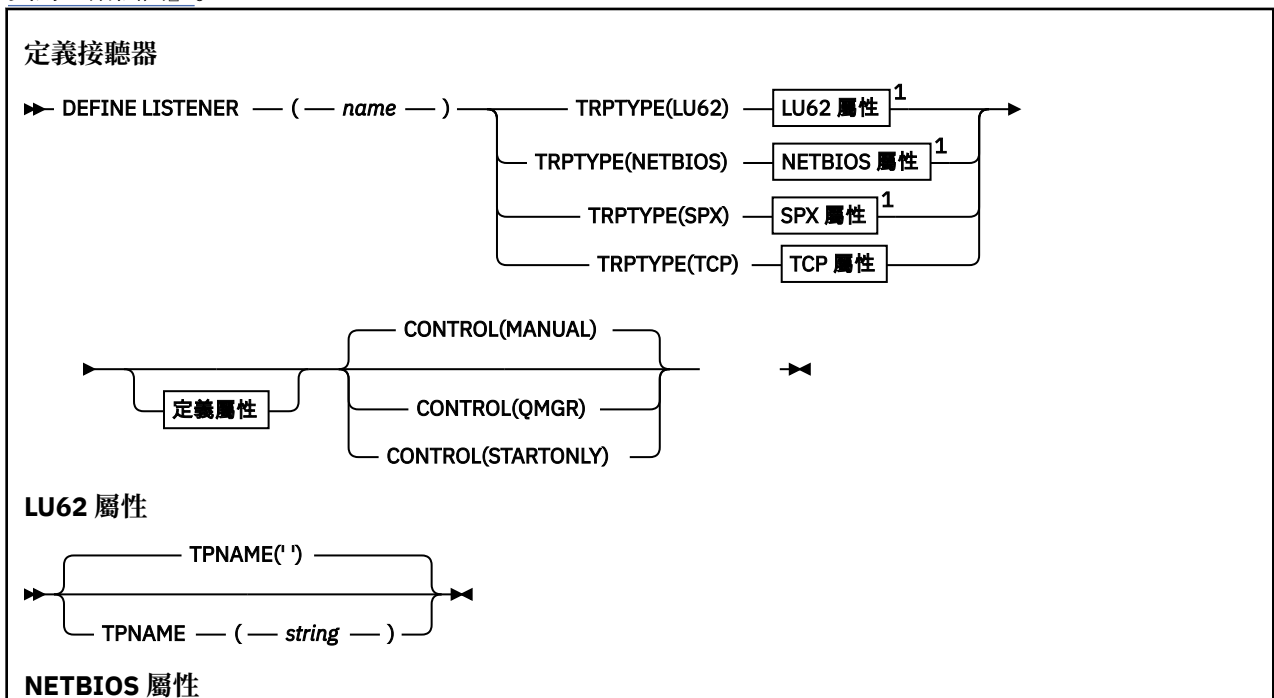 定義接聽器
DEFINE LISTENER ( name ) TRPTYPE(LU62) LU62 屬性 1
TRPTYPE(NETBIOS) NETBIOS 屬性 1
TRPTYPE(SPX) SPX 屬性 1
TRPTYPE(TCP) TCP 屬性
CONTROL(MANUAL)
定義屬性
CONTROL(QMGR)
CONTROL(STARTONLY)
LU62 屬性
TPNAME(' ')
TPNAME ( string )
NETBIOS 屬性